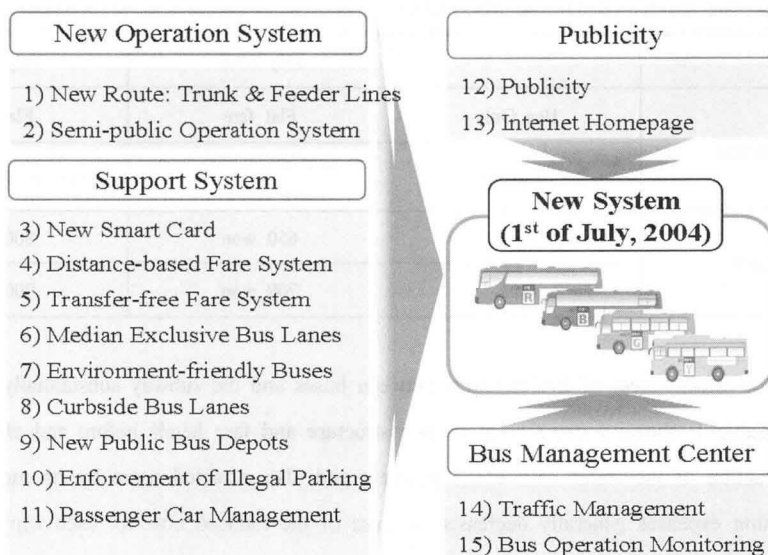 New Operation System
1) New Route: Trunk & Feeder Lines
2) Semi-public Operation System
Support System
3) New Smart Card
4) Distance-based Fare System
5) Transfer-free Fare System
6) Median Exclusive Bus Lanes
7) Environment-friendly Buses
8) Curbside Bus Lanes
9) New Public Bus Depots
10) Enforcement of Illegal Parking
11) Passenger Car Management
Publicity
12) Publicity
13) Internet Homepage
New System
(1st of July, 2004)
R
B
G
Y
Bus Management Center
14) Traffic Management
15) Bus Operation Monitoring